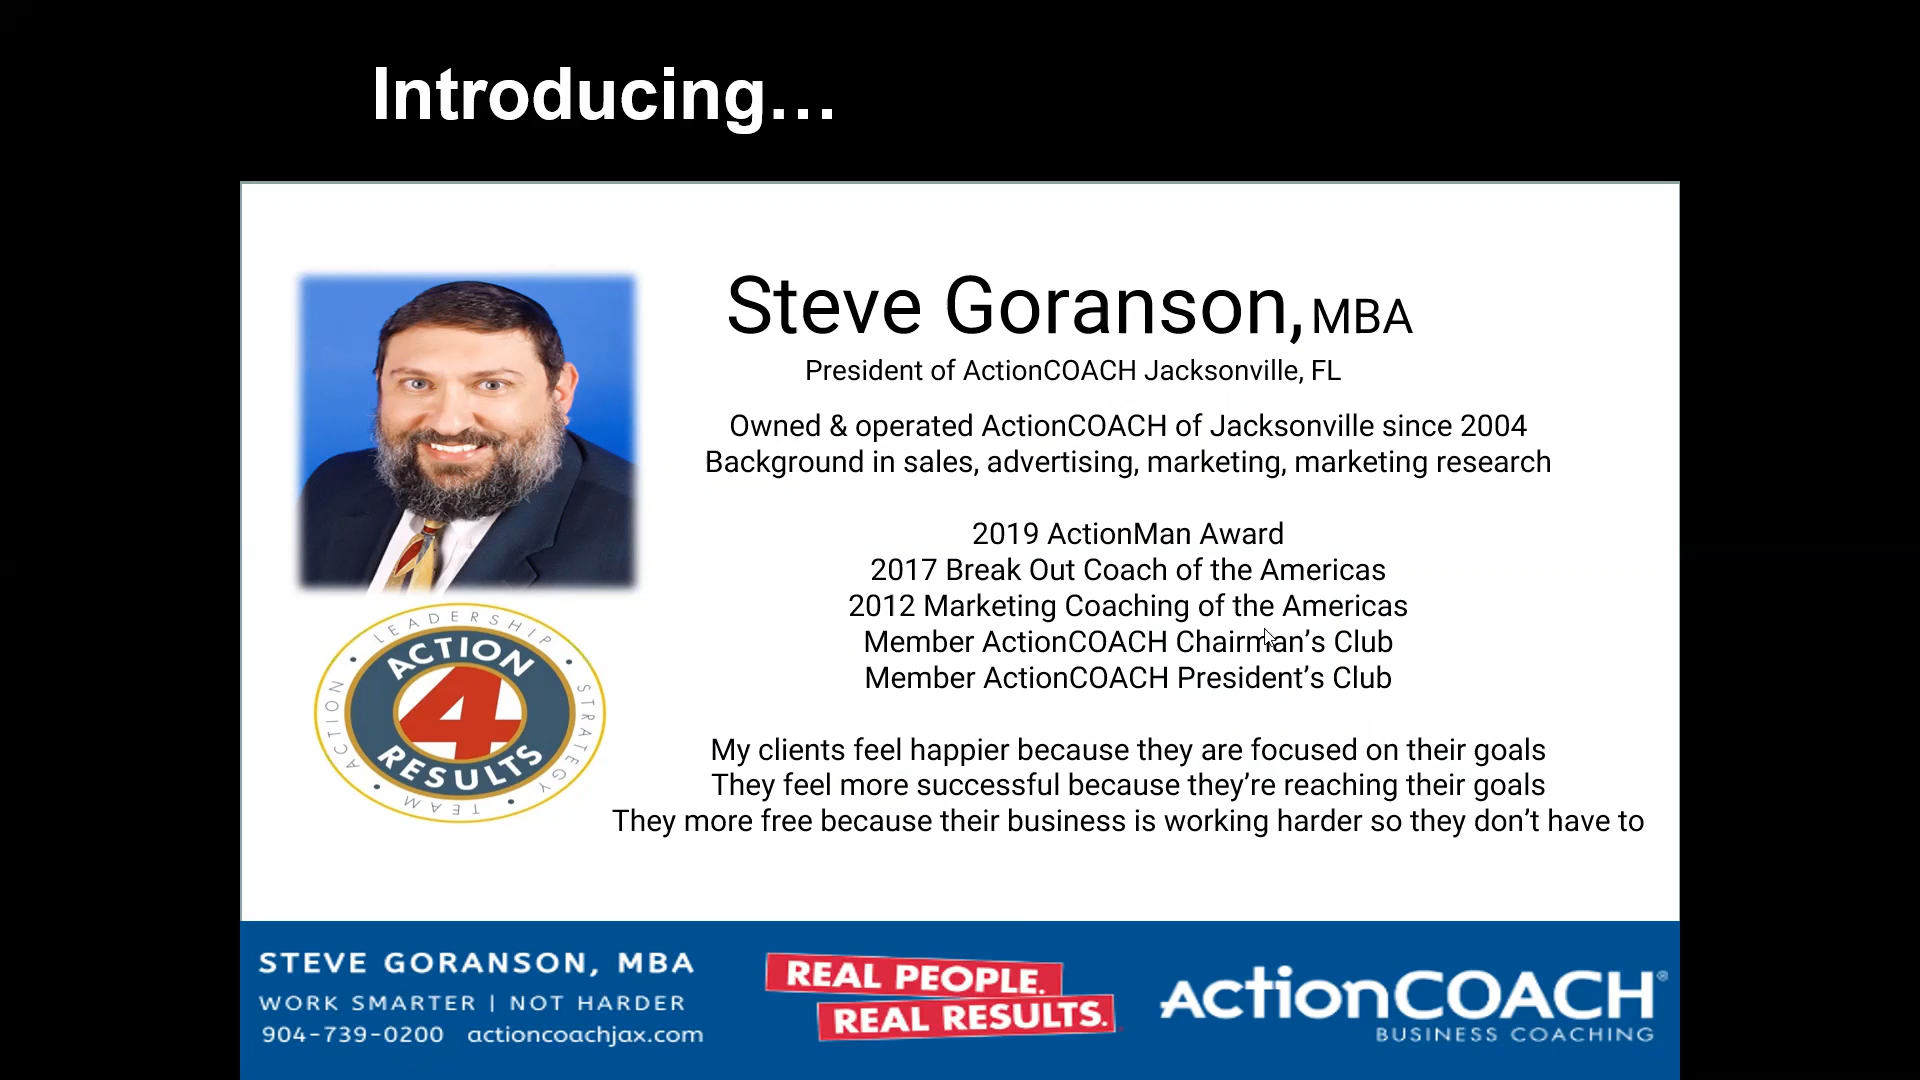 Introducing…
Steve Goranson, MBA
President of ActionCOACH Jacksonville, FL
Owned & operated ActionCOACH of Jacksonville since 2004
Background in sales, advertising, marketing, marketing research
2019 ActionMan Award
2017 Break Out Coach of the Americas
2012 Marketing Coaching of the Americas
Member ActionCOACH Chairman’s Club
Member ActionCOACH President’s Club
My clients feel happier because they are focused on their goals
They feel more successful because they’re reaching their goals
They more free because their business is working harder so they don’t have to
LEADERSHIP • STRATEGY • TEAM • ACTION •
ACTION
4
RESULTS
STEVE GORANSON, MBA
WORK SMARTER | NOT HARDER
904-739-0200 actioncoachjax.com
REAL PEOPLE.
REAL RESULTS.
ActionCOACH®
BUSINESS COACHING